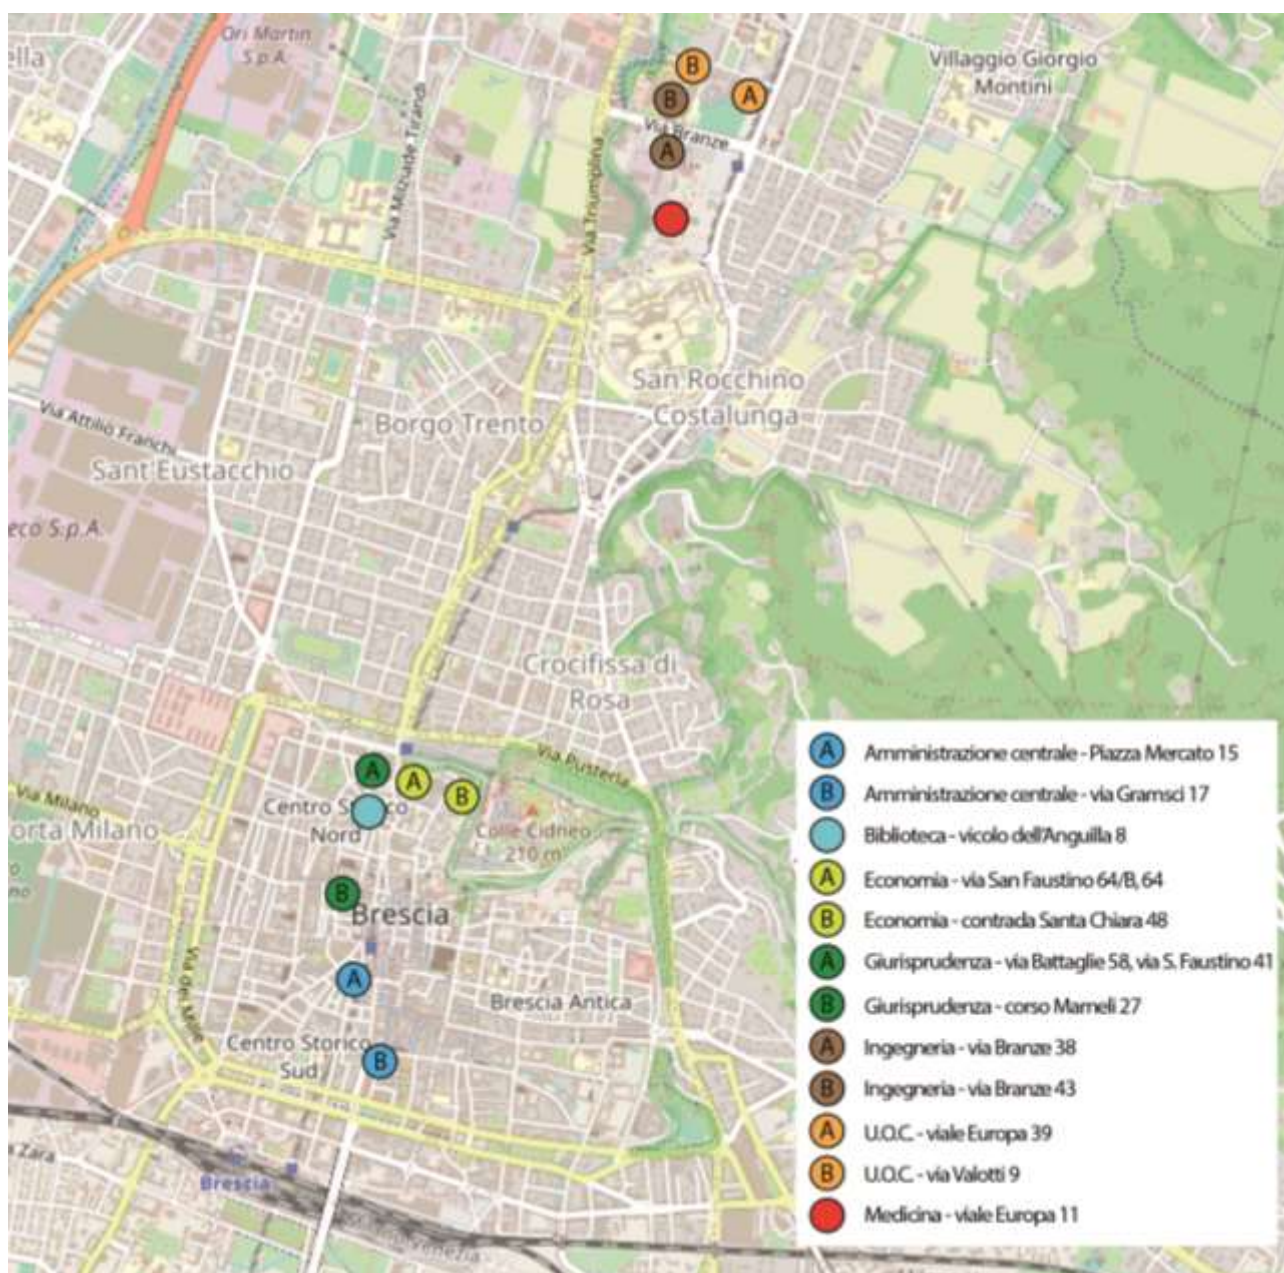 Ori Martin
S.p.A.
ella
B
A
B
Via Branze
A
Villaggio Giorgio
Montini
Via Triumplina
San Rocchino
- Costalunga
Borgo Trento
Via Attilio Franchi
Sant'Eustacchio
eco S.p.A.
Crocifissa di
Rosa
Via Pusterla
A
A
B
Centro Storico
Nord
Via Milano
orta Milano
Colle Cidneo
210 m
B
Brescia
A
Via dei Mille
Brescia Antica
Centro Storico
Sud
B
Zara
Brescia
A Amministrazione centrale - Piazza Mercato 15
B Amministrazione centrale - via Gramsci 17
Biblioteca - vicolo dell'Anguilla 8
A Economia - via San Faustino 64/B, 64
B Economia - contrada Santa Chiara 48
A Giurisprudenza - via Battaglie 58, via S. Faustino 41
B Giurisprudenza - corso Mameli 27
A Ingegneria - via Branze 38
B Ingegneria - via Branze 43
A U.O.C. - viale Europa 39
B U.O.C. - via Valotti 9
Medicina - viale Europa 11